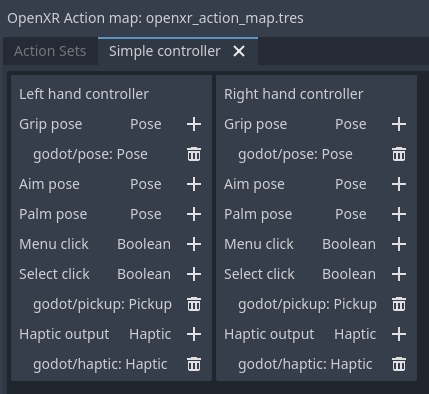 OpenXR Action map: openxr_action_map.tres
Action Sets Simple controller
Left hand controller
Grip pose Pose
godot/pose: Pose
Aim pose Pose
Palm pose Pose
Menu click Boolean
Select click Boolean
godot/pickup: Pickup
Haptic output Haptic
godot/haptic: Haptic
Right hand controller
Grip pose Pose
godot/pose: Pose
Aim pose Pose
Palm pose Pose
Menu click Boolean
Select click Boolean
godot/pickup: Pickup
Haptic output Haptic
godot/haptic: Haptic